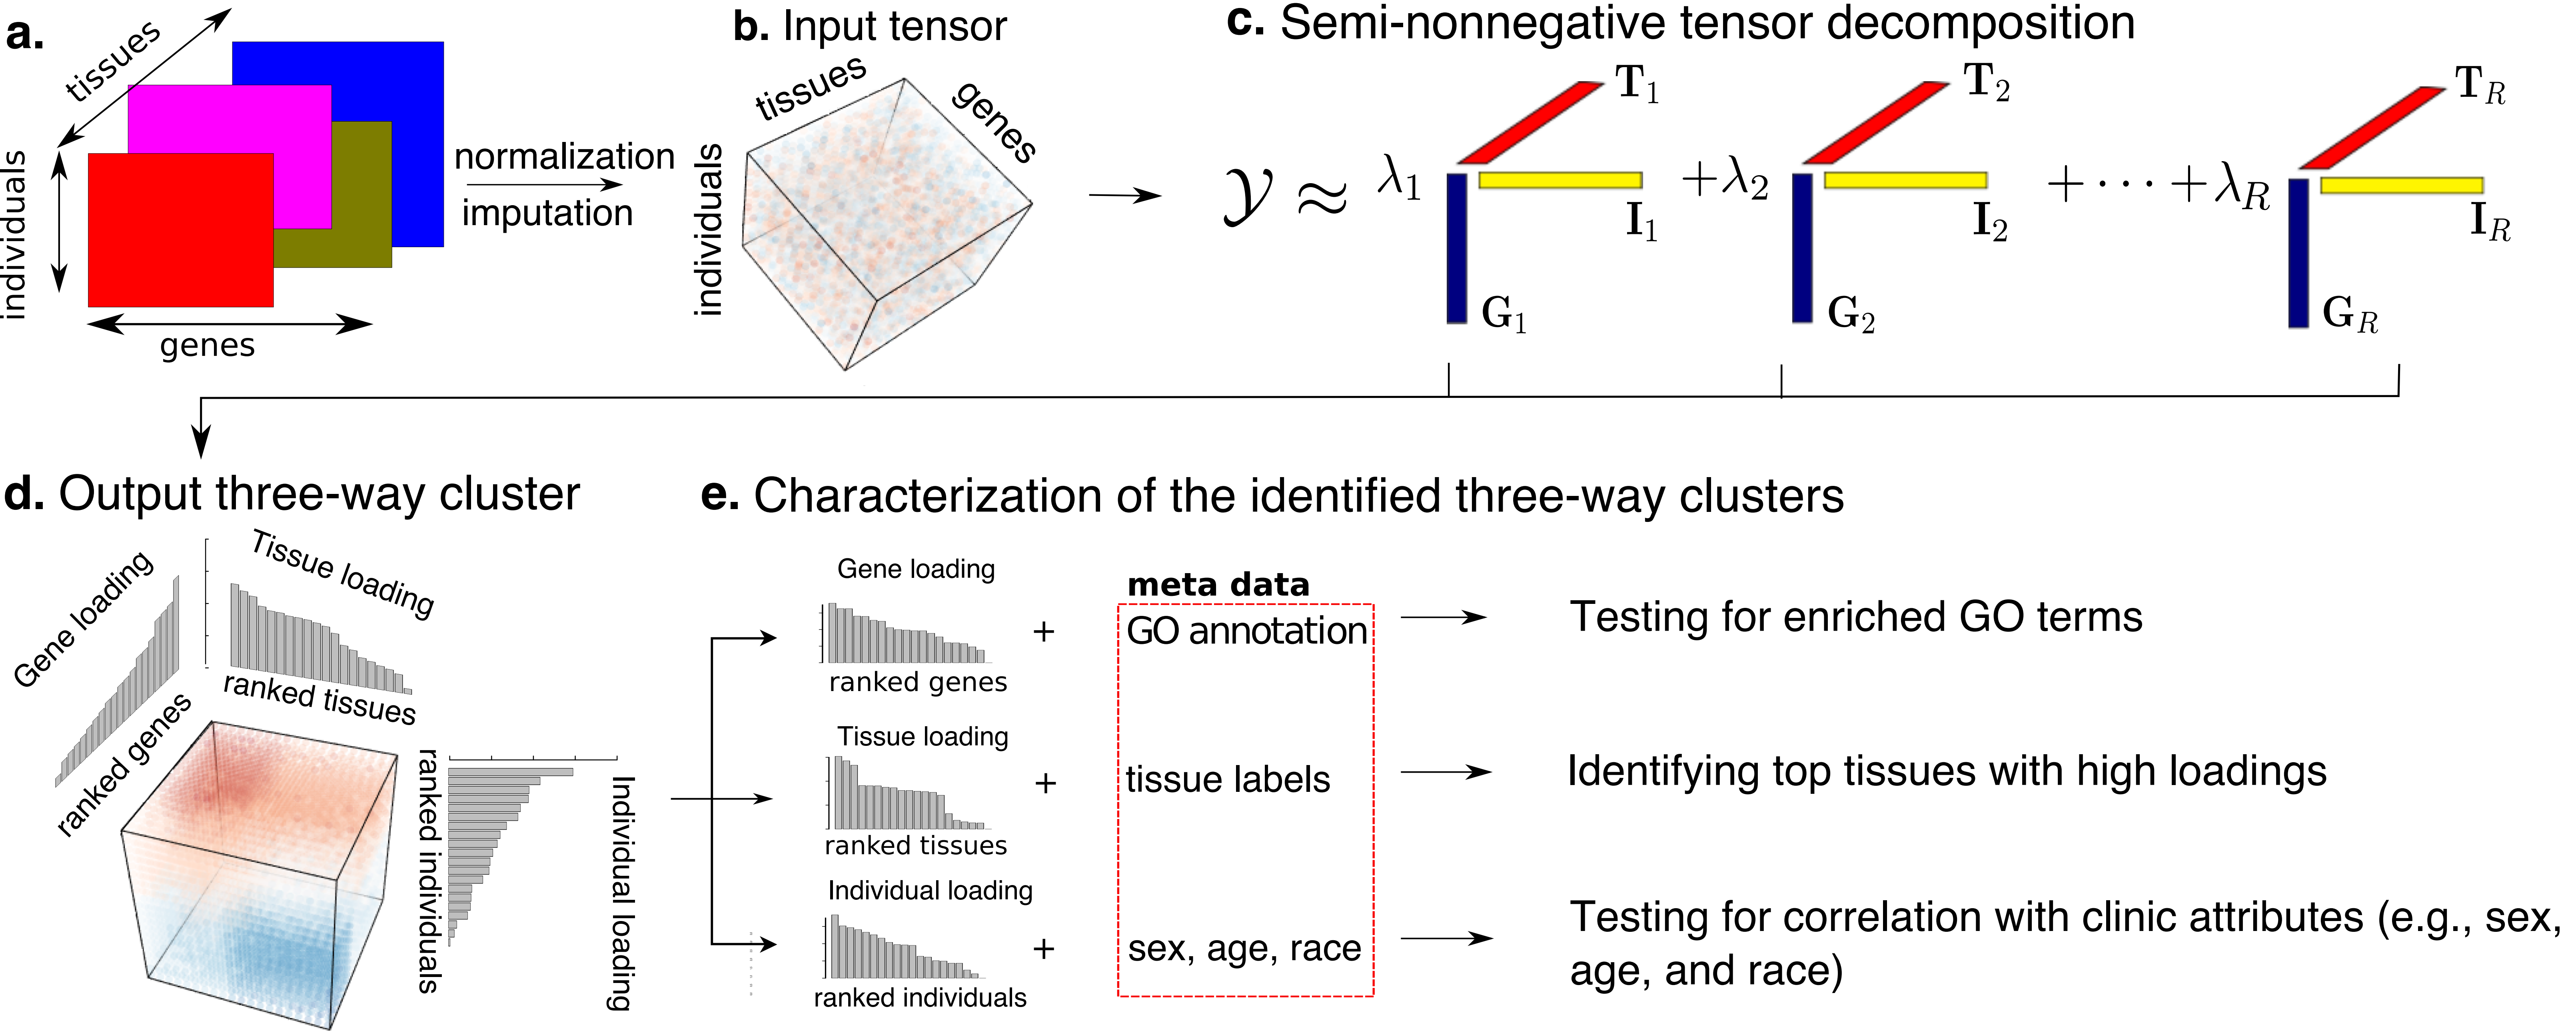 a.
tissues
individuals
genes
normalization
imputation
b. Input tensor
tissues
genes
individuals
c. Semi-nonnegative tensor decomposition
𝒴 ≈ λ₁ + λ₂ + ··· + λ_R
T₁
I₁
G₁
T₂
I₂
G₂
T_R
I_R
G_R
d. Output three-way cluster
Gene loading
ranked genes
Tissue loading
ranked tissues
ranked individuals
Individual loading
e. Characterization of the identified three-way clusters
Gene loading
ranked genes
+
meta data
GO annotation
Testing for enriched GO terms
Tissue loading
ranked tissues
+
tissue labels
Identifying top tissues with high loadings
Individual loading
ranked individuals
+
sex, age, race
Testing for correlation with clinic attributes (e.g., sex,
age, and race)